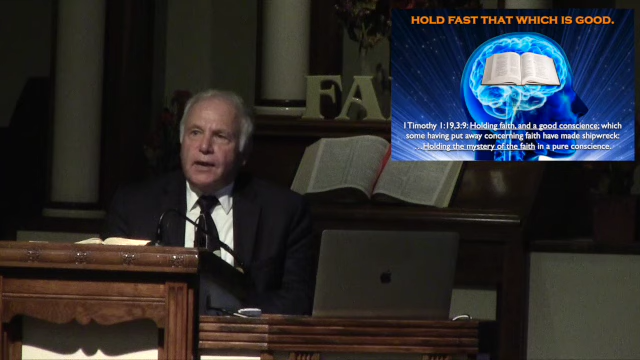 HOLD FAST THAT WHICH IS GOOD.
1Timothy 1:19,3:9: Holding faith, and a good conscience; which
some having put away concerning faith have made shipwreck:
…Holding the mystery of the faith in a pure conscience.
FA